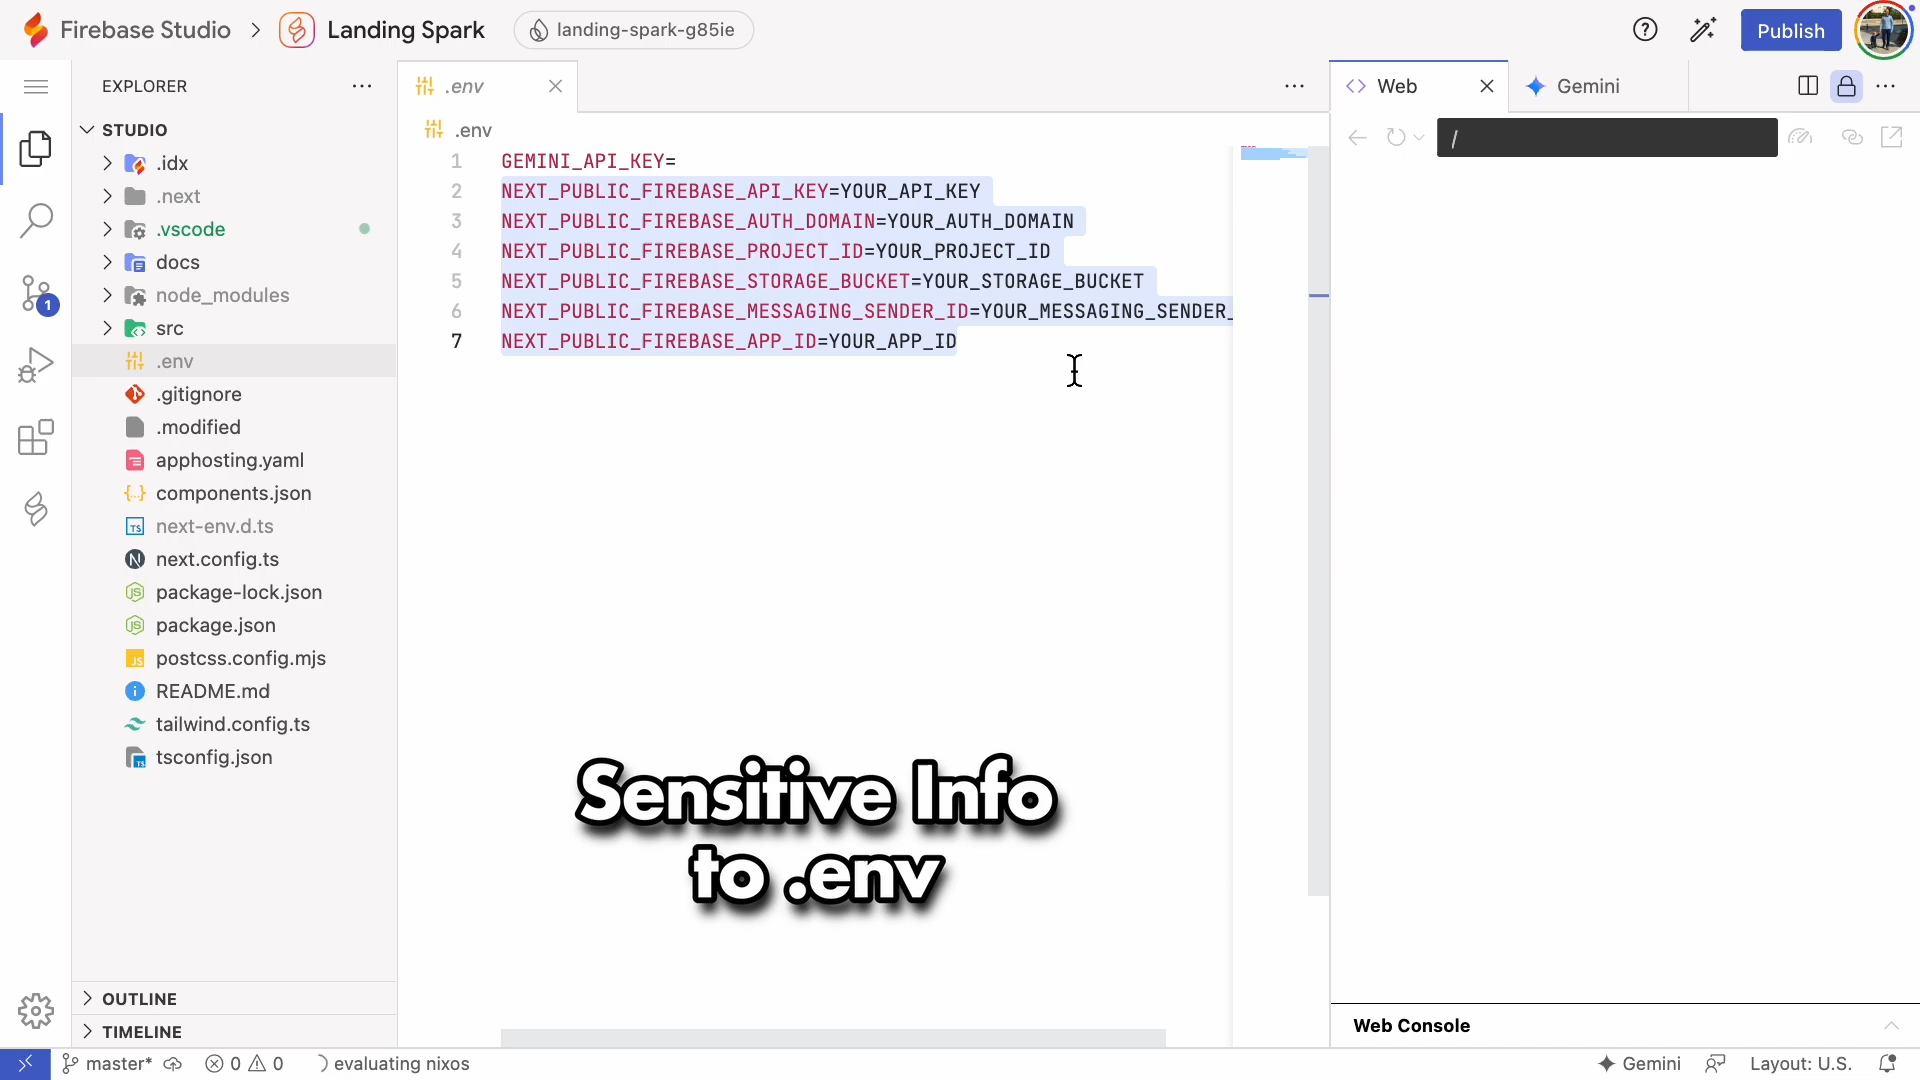 Firebase Studio
Landing Spark
landing-spark-g85ie
Publish
EXPLORER
STUDIO
.idx
.next
.vscode
docs
node_modules
src
.env
.gitignore
.modified
apphosting.yaml
components.json
next-env.d.ts
next.config.ts
package-lock.json
package.json
postcss.config.mjs
README.md
tailwind.config.ts
tsconfig.json
OUTLINE
TIMELINE
1
.env
.env
1 GEMINI_API_KEY=
2 NEXT_PUBLIC_FIREBASE_API_KEY=YOUR_API_KEY
3 NEXT_PUBLIC_FIREBASE_AUTH_DOMAIN=YOUR_AUTH_DOMAIN
4 NEXT_PUBLIC_FIREBASE_PROJECT_ID=YOUR_PROJECT_ID
5 NEXT_PUBLIC_FIREBASE_STORAGE_BUCKET=YOUR_STORAGE_BUCKET
6 NEXT_PUBLIC_FIREBASE_MESSAGING_SENDER_ID=YOUR_MESSAGING_SENDER_
7 NEXT_PUBLIC_FIREBASE_APP_ID=YOUR_APP_ID
Sensitive Info
to .env
Web
Gemini
/
Web Console
master*
0
0
evaluating nixos
Gemini
Layout: U.S.